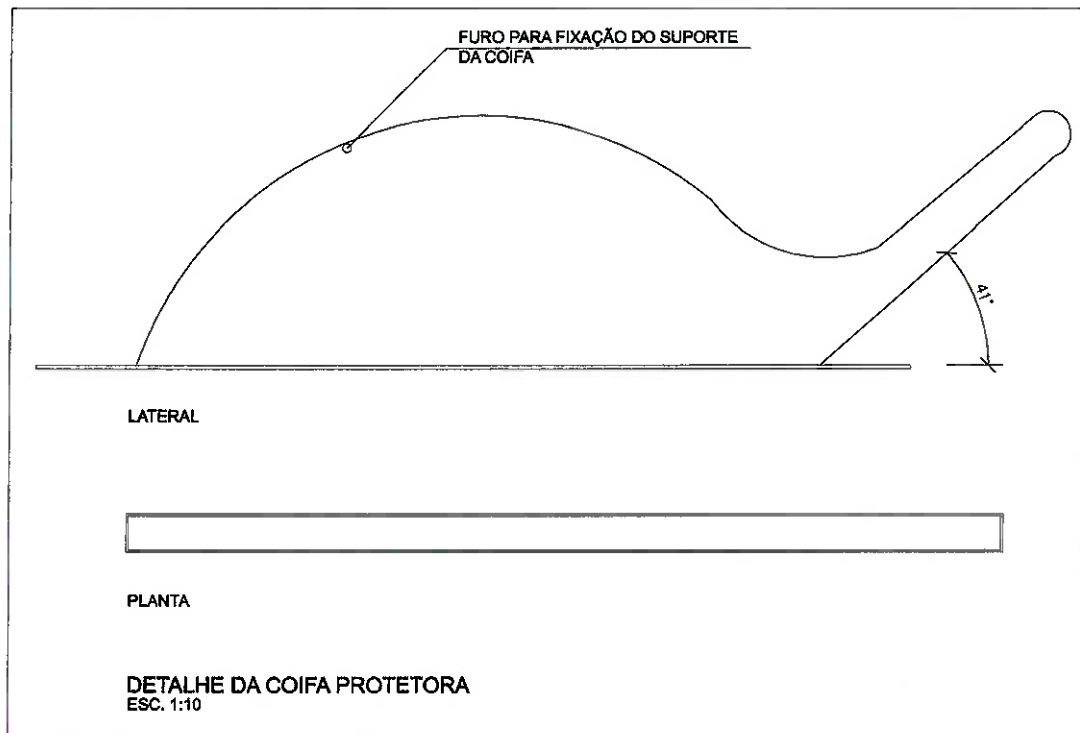 FURO PARA FIXAÇÃO DO SUPORTE
DA COIFA
41°
LATERAL
PLANTA
DETALHE DA COIFA PROTETORA
ESC. 1:10